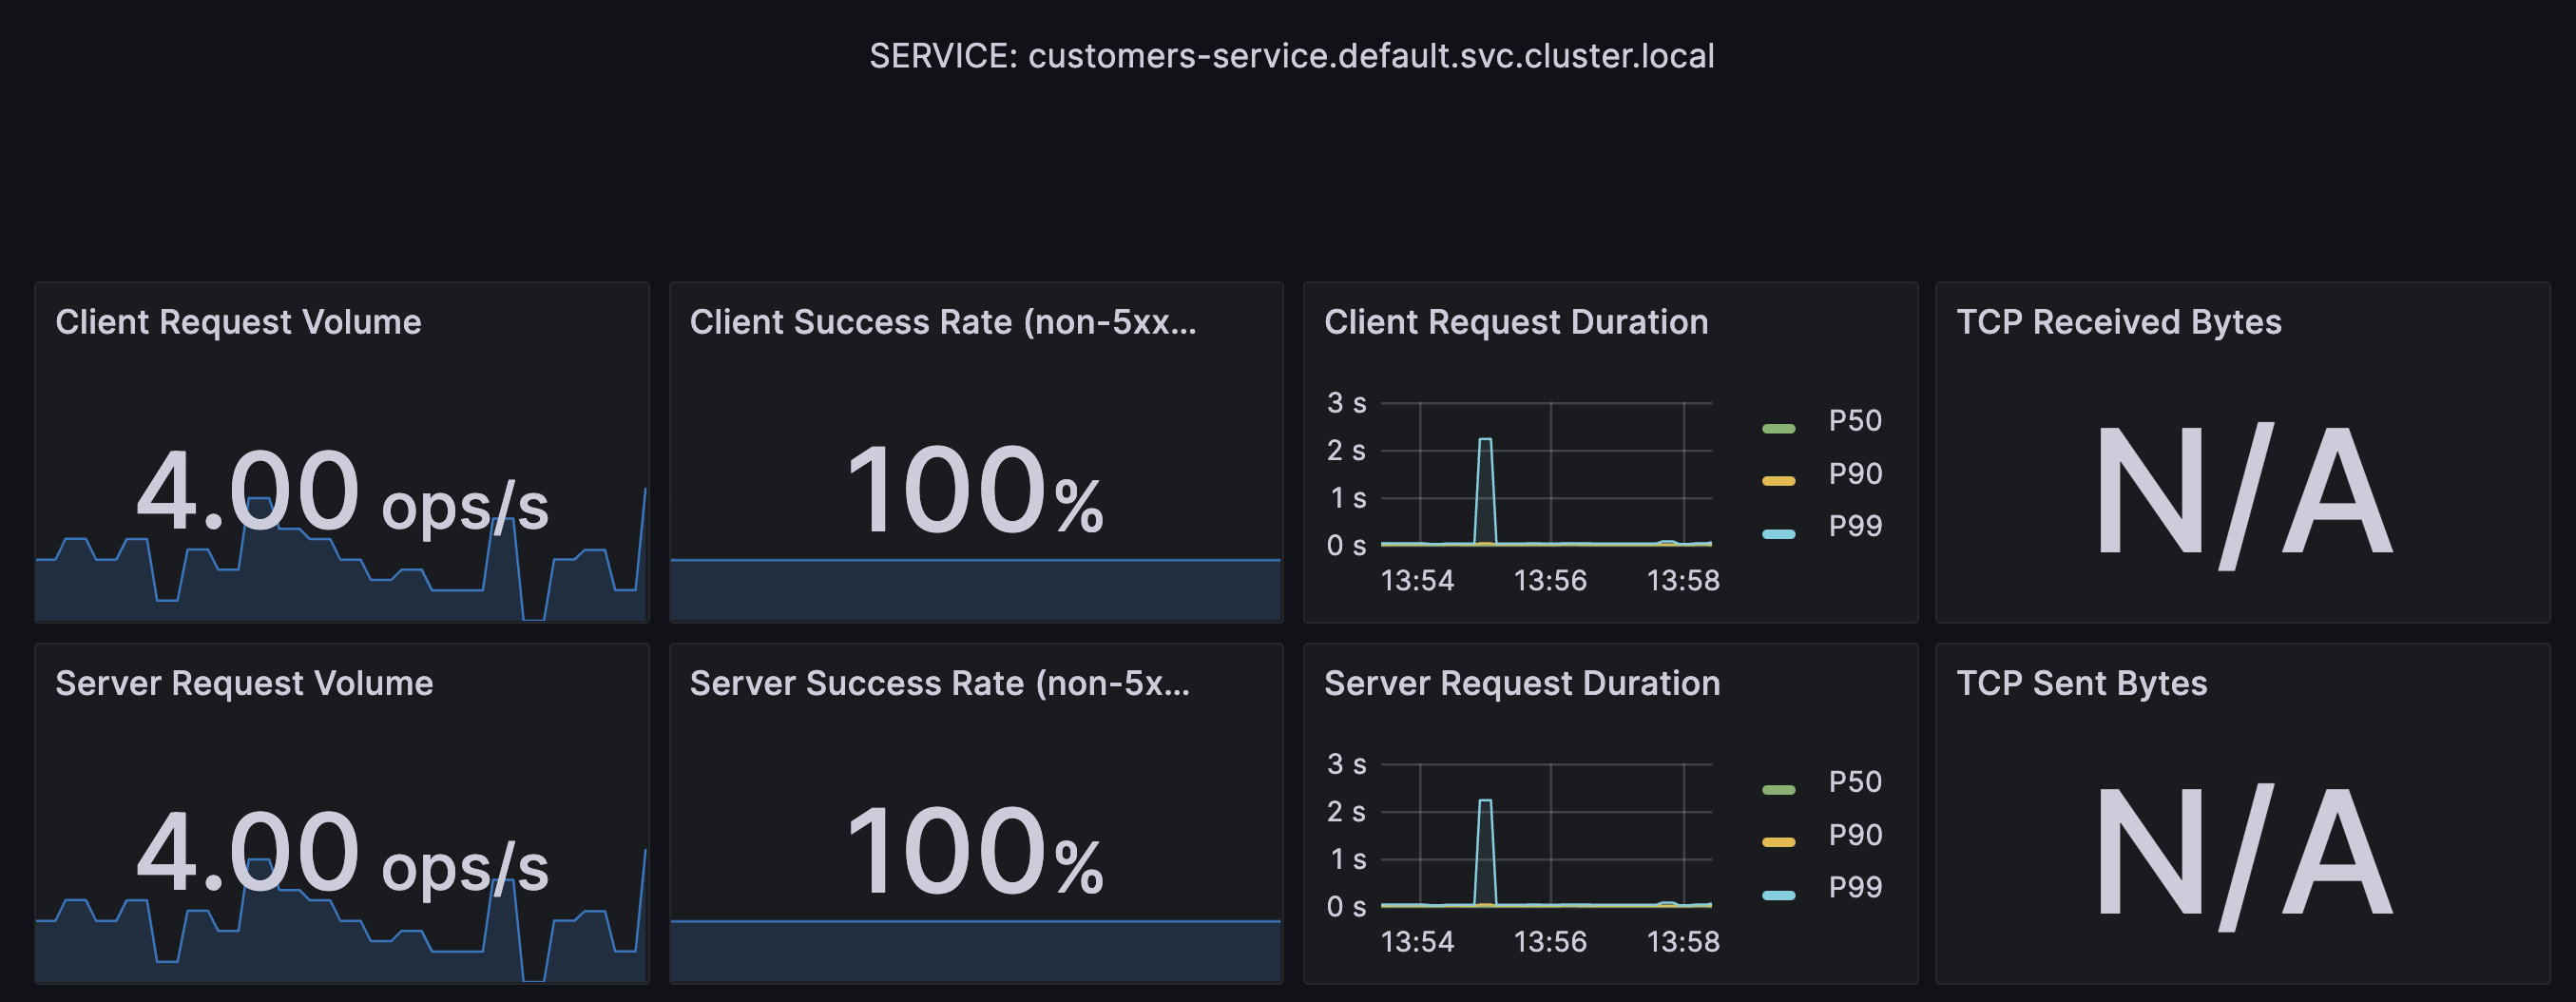 SERVICE: customers-service.default.svc.cluster.local
Client Request Volume
4.00 ops/s
Client Success Rate (non-5xx...
100%
Client Request Duration
3 s
2 s
1 s
0 s
13:54 13:56 13:58
P50
P90
P99
TCP Received Bytes
N/A
Server Request Volume
4.00 ops/s
Server Success Rate (non-5x...
100%
Server Request Duration
3 s
2 s
1 s
0 s
13:54 13:56 13:58
P50
P90
P99
TCP Sent Bytes
N/A